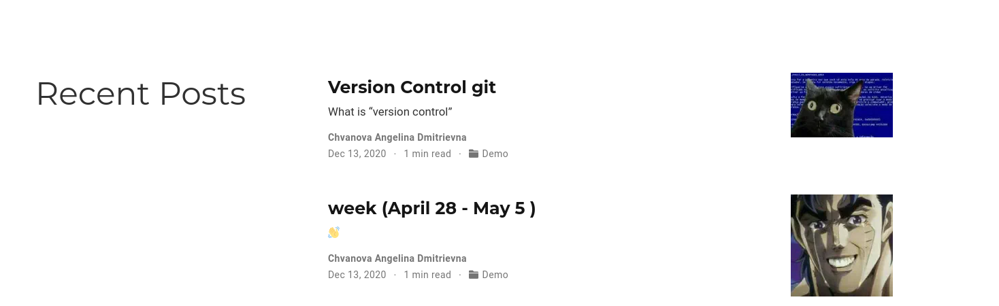 Recent Posts
Version Control git
What is “version control”
Chvanova Angelina Dmitrievna
Dec 13, 2020 · 1 min read · Demo
week (April 28 - May 5 )
👋
Chvanova Angelina Dmitrievna
Dec 13, 2020 · 1 min read · Demo